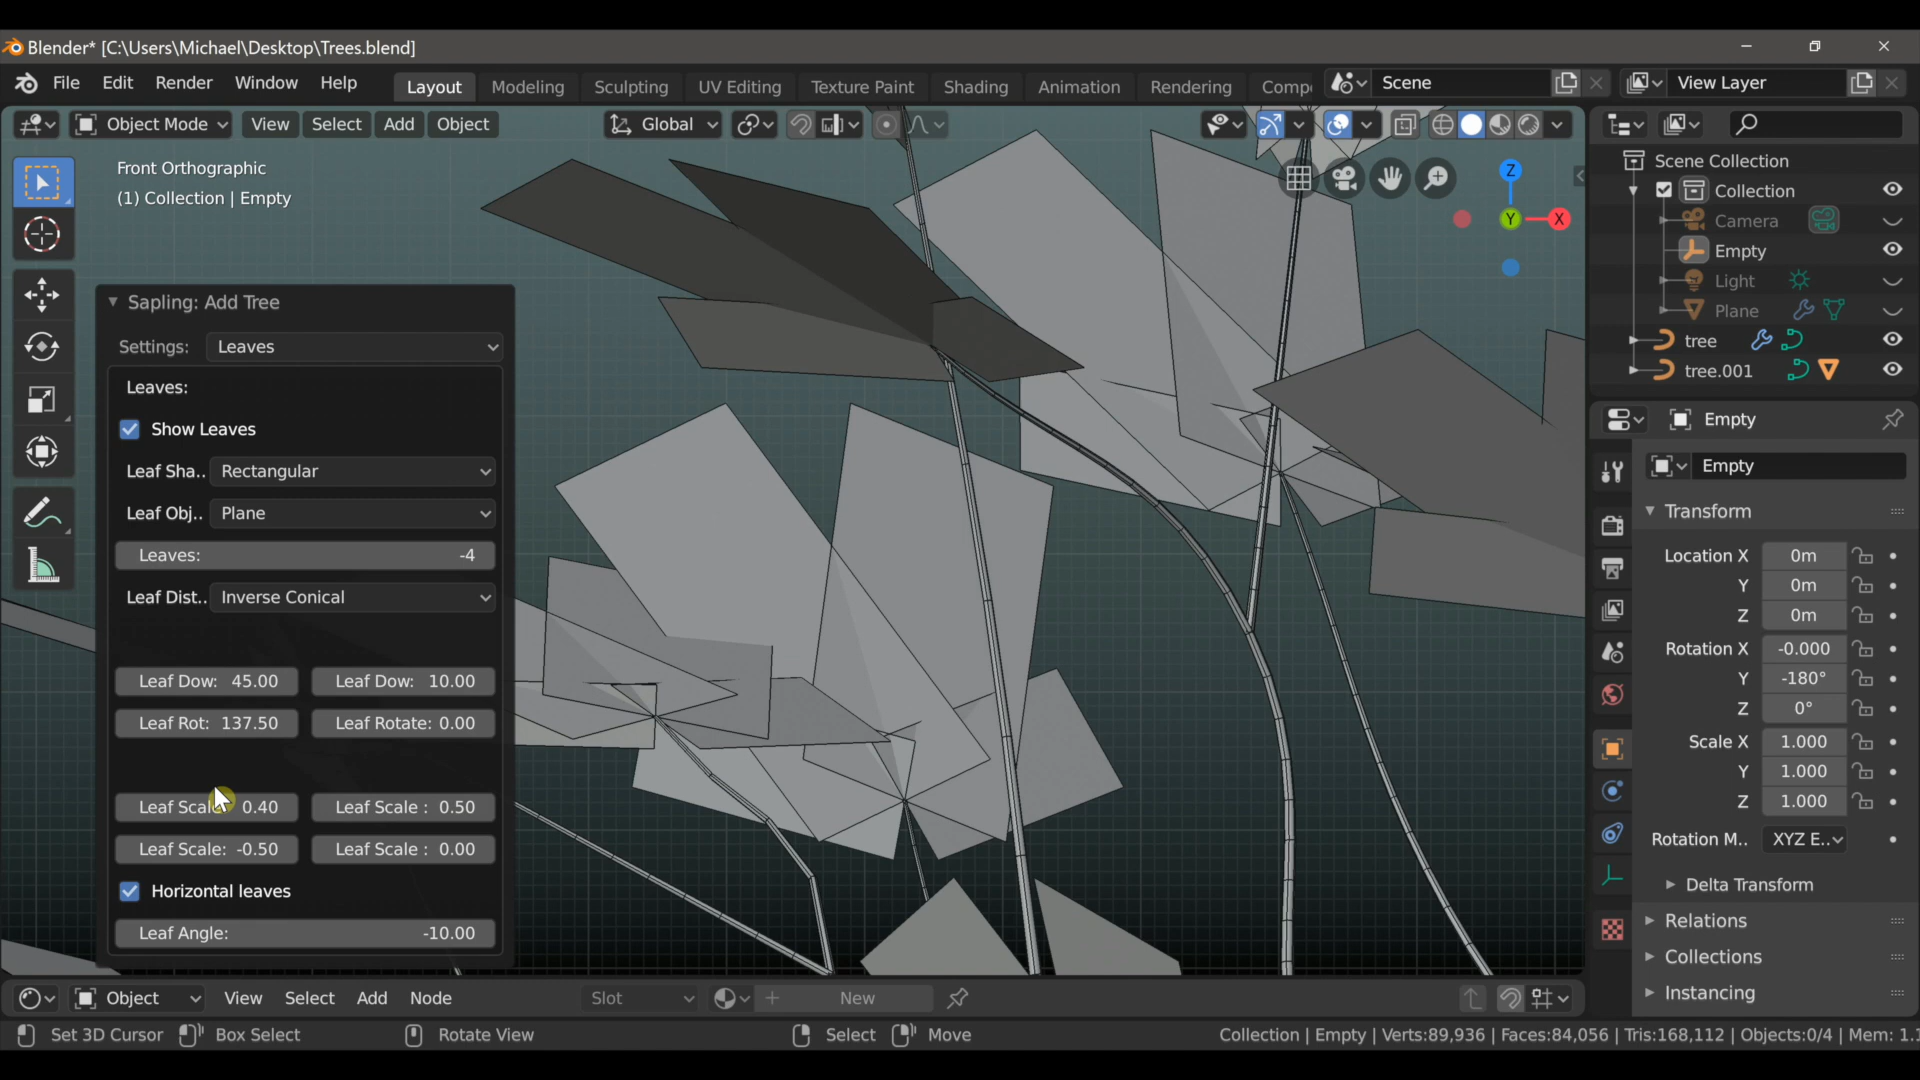 Blender* [C:\Users\Michael\Desktop\Trees.blend]
File Edit Render Window Help Layout Modeling Sculpting UV Editing Texture Paint Shading Animation Rendering Comp Scene View Layer
Object Mode View Select Add Object Global
Front Orthographic
(1) Collection | Empty
Z
Y
X
Sapling: Add Tree
Settings: Leaves
Leaves:
Show Leaves
Leaf Sha.. Rectangular
Leaf Obj.. Plane
Leaves: -4
Leaf Dist.. Inverse Conical
Leaf Dow: 45.00 Leaf Dow: 10.00
Leaf Rot: 137.50 Leaf Rotate: 0.00
Leaf Scale: 0.40 Leaf Scale : 0.50
Leaf Scale: -0.50 Leaf Scale : 0.00
Horizontal leaves
Leaf Angle: -10.00
Scene Collection
Collection
Camera
Empty
Light
Plane
tree
tree.001
Empty
Empty
Transform
Location X 0m
Y 0m
Z 0m
Rotation X -0.000
Y -180°
Z 0°
Scale X 1.000
Y 1.000
Z 1.000
Rotation M.. XYZ E..
Delta Transform
Relations
Collections
Instancing
Object View Select Add Node Slot New
Set 3D Cursor Box Select Rotate View Select Move Collection | Empty | Verts:89,936 | Faces:84,056 | Tris:168,112 | Objects:0/4 | Mem: 1.